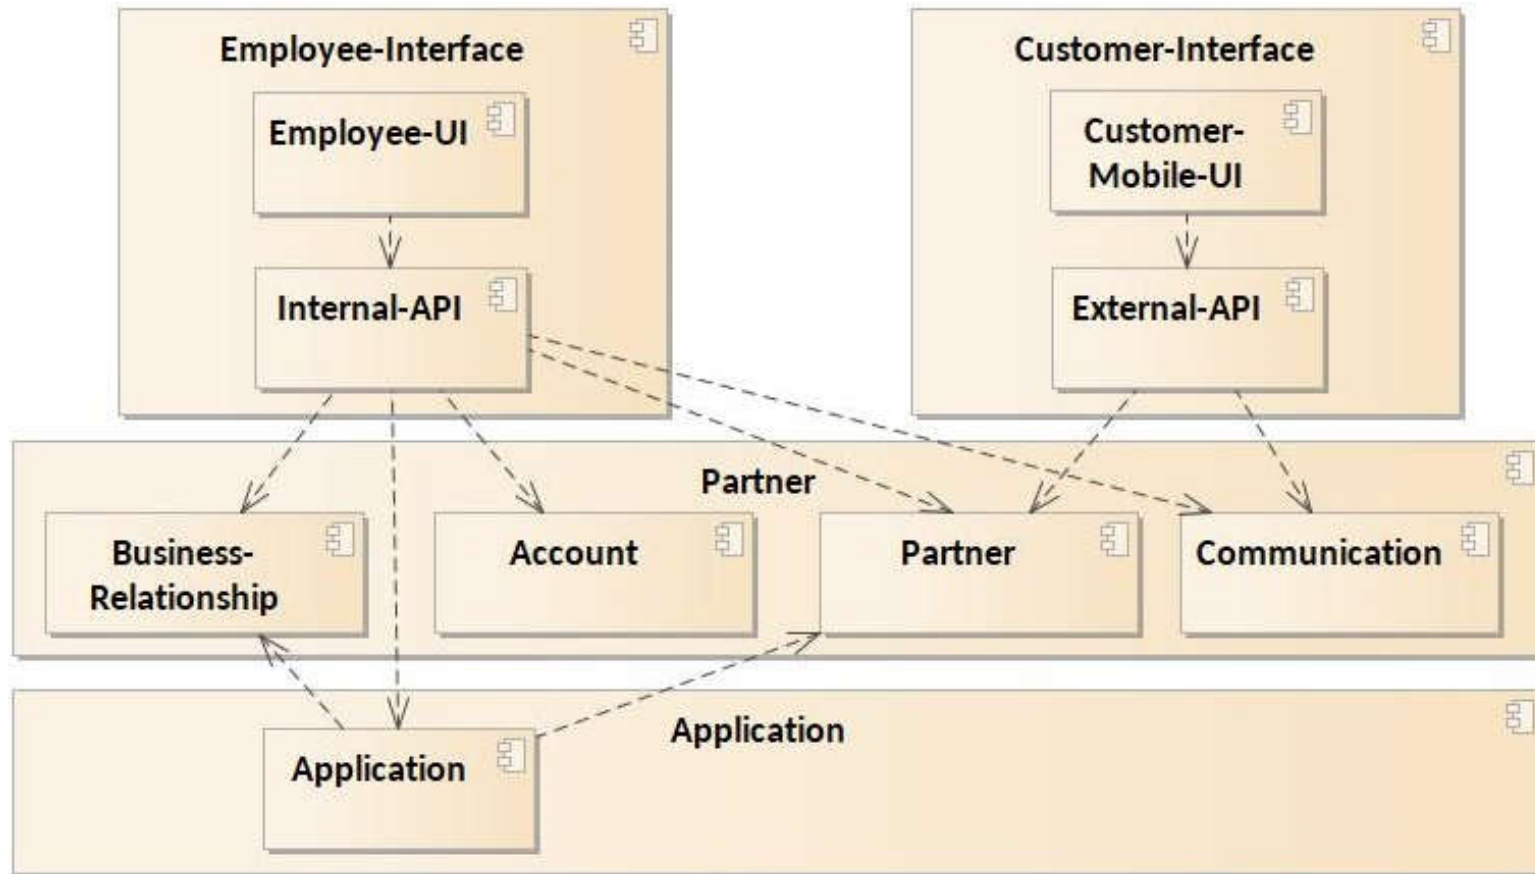 Employee-Interface
Customer-Interface
Employee-UI
Customer-
Mobile-UI
Internal-API
External-API
Partner
Business-
Relationship
Account
Partner
Communication
Application
Application